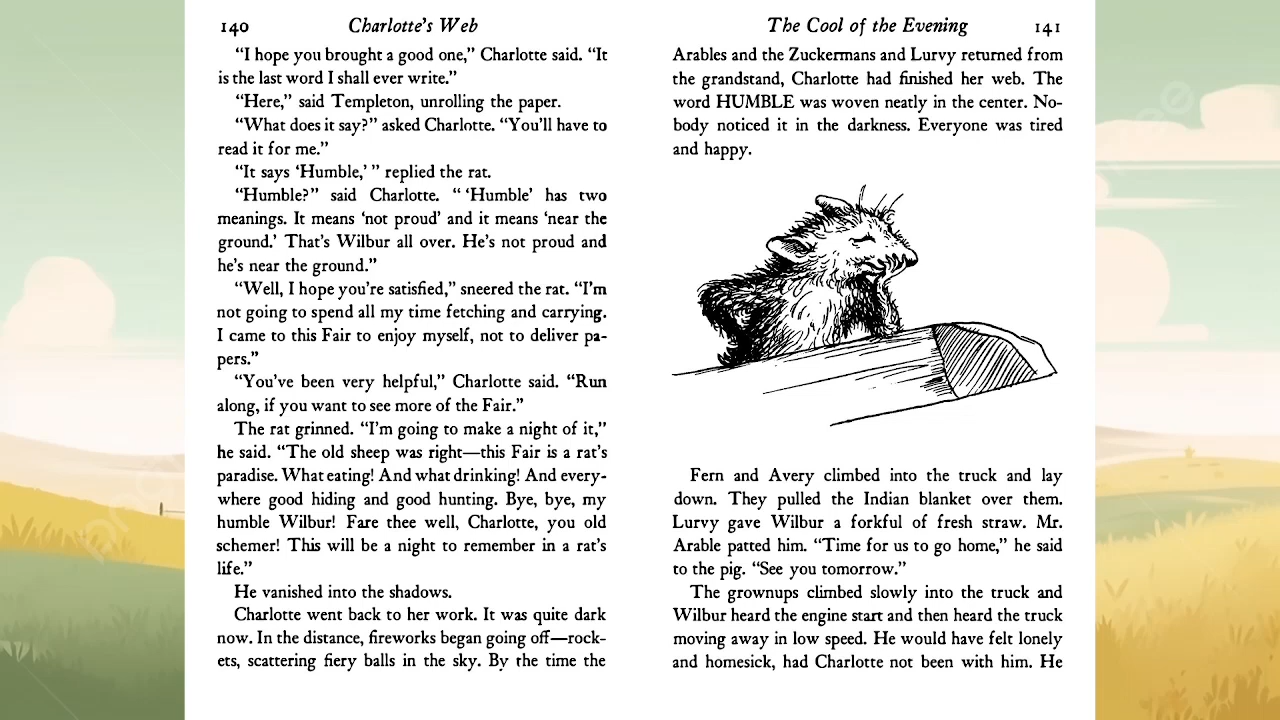 140 Charlotte's Web
“I hope you brought a good one,” Charlotte said. “It
is the last word I shall ever write.”
“Here,” said Templeton, unrolling the paper.
“What does it say?” asked Charlotte. “You'll have to
read it for me.”
“It says ‘Humble,’ ” replied the rat.
“Humble?” said Charlotte. “ ‘Humble’ has two
meanings. It means ‘not proud’ and it means ‘near the
ground.’ That's Wilbur all over. He's not proud and
he's near the ground.”
“Well, I hope you're satisfied,” sneered the rat. “I'm
not going to spend all my time fetching and carrying.
I came to this Fair to enjoy myself, not to deliver pa-
pers.”
“You've been very helpful,” Charlotte said. “Run
along, if you want to see more of the Fair.”
The rat grinned. “I'm going to make a night of it,”
he said. “The old sheep was right—this Fair is a rat's
paradise. What eating! And what drinking! And every-
where good hiding and good hunting. Bye, bye, my
humble Wilbur! Fare thee well, Charlotte, you old
schemer! This will be a night to remember in a rat's
life.”
He vanished into the shadows.
Charlotte went back to her work. It was quite dark
now. In the distance, fireworks began going off—rock-
ets, scattering fiery balls in the sky. By the time the
The Cool of the Evening 141
Arables and the Zuckermans and Lurvy returned from
the grandstand, Charlotte had finished her web. The
word HUMBLE was woven neatly in the center. No-
body noticed it in the darkness. Everyone was tired
and happy.
Fern and Avery climbed into the truck and lay
down. They pulled the Indian blanket over them.
Lurvy gave Wilbur a forkful of fresh straw. Mr.
Arable patted him. “Time for us to go home,” he said
to the pig. “See you tomorrow.”
The grownups climbed slowly into the truck and
Wilbur heard the engine start and then heard the truck
moving away in low speed. He would have felt lonely
and homesick, had Charlotte not been with him. He